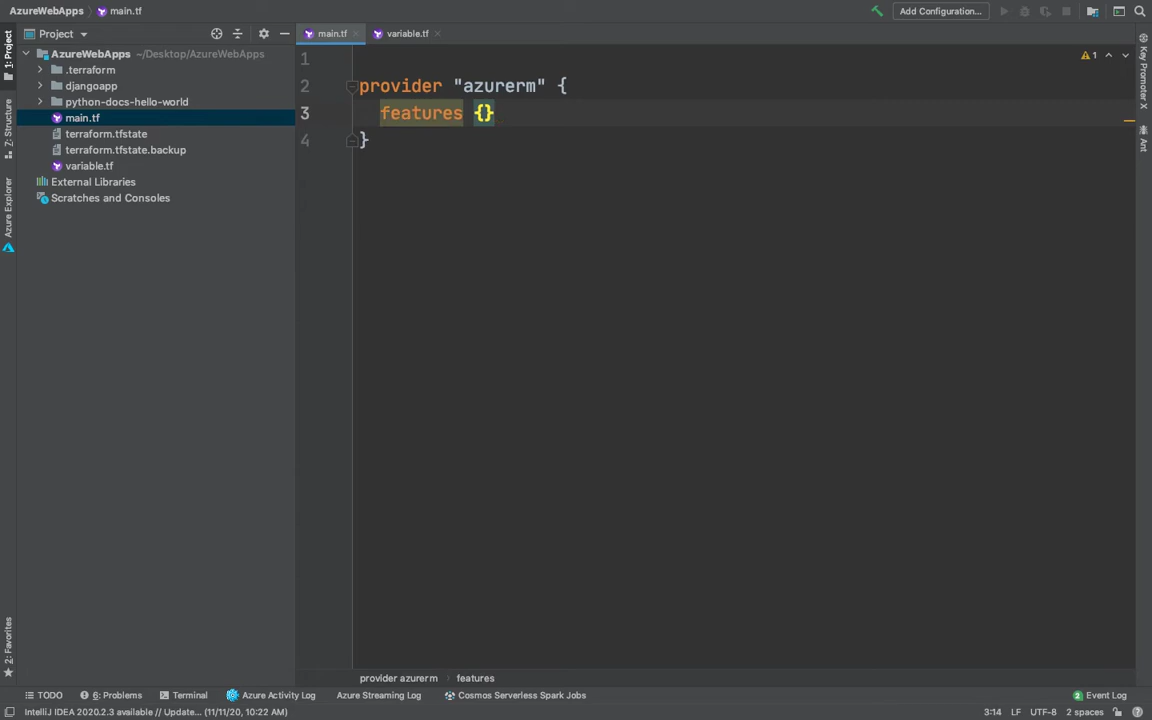 AzureWebApps
main.tf
Add Configuration...
Project
main.tf
variable.tf
1: Project
Z: Structure
Azure Explorer
2: Favorites
AzureWebApps ~/Desktop/AzureWebApps
.terraform
djangoapp
python-docs-hello-world
main.tf
terraform.tfstate
terraform.tfstate.backup
variable.tf
External Libraries
Scratches and Consoles
1
2 provider "azurerm" {
3 features {}
4 }
1
Key Promoter X
Ant
provider azurerm
features
TODO
6: Problems
Terminal
Azure Activity Log
Azure Streaming Log
Cosmos Serverless Spark Jobs
2 Event Log
IntelliJ IDEA 2020.2.3 available // Update... (11/11/20, 10:22 AM)
3:14 LF UTF-8 2 spaces